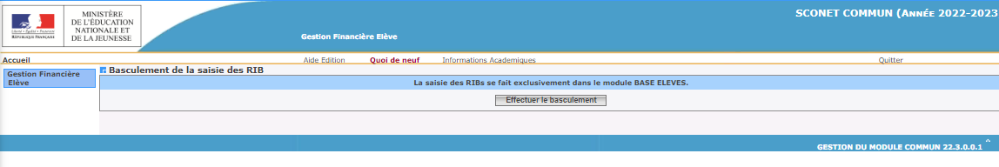 MINISTÈRE
DE L'ÉDUCATION
NATIONALE ET
DE LA JEUNESSE
Liberté • Égalité • Fraternité
RÉPUBLIQUE FRANÇAISE
SCONET COMMUN (ANNÉE 2022-2023
Gestion Financière Elève
Accueil Aide Edition Quoi de neuf Informations Academiques Quitter
Gestion Financière
Elève
Basculement de la saisie des RIB
La saisie des RIBs se fait exclusivement dans le module BASE ELEVES.
Effectuer le basculement
GESTION DU MODULE COMMUN 22.3.0.0.1